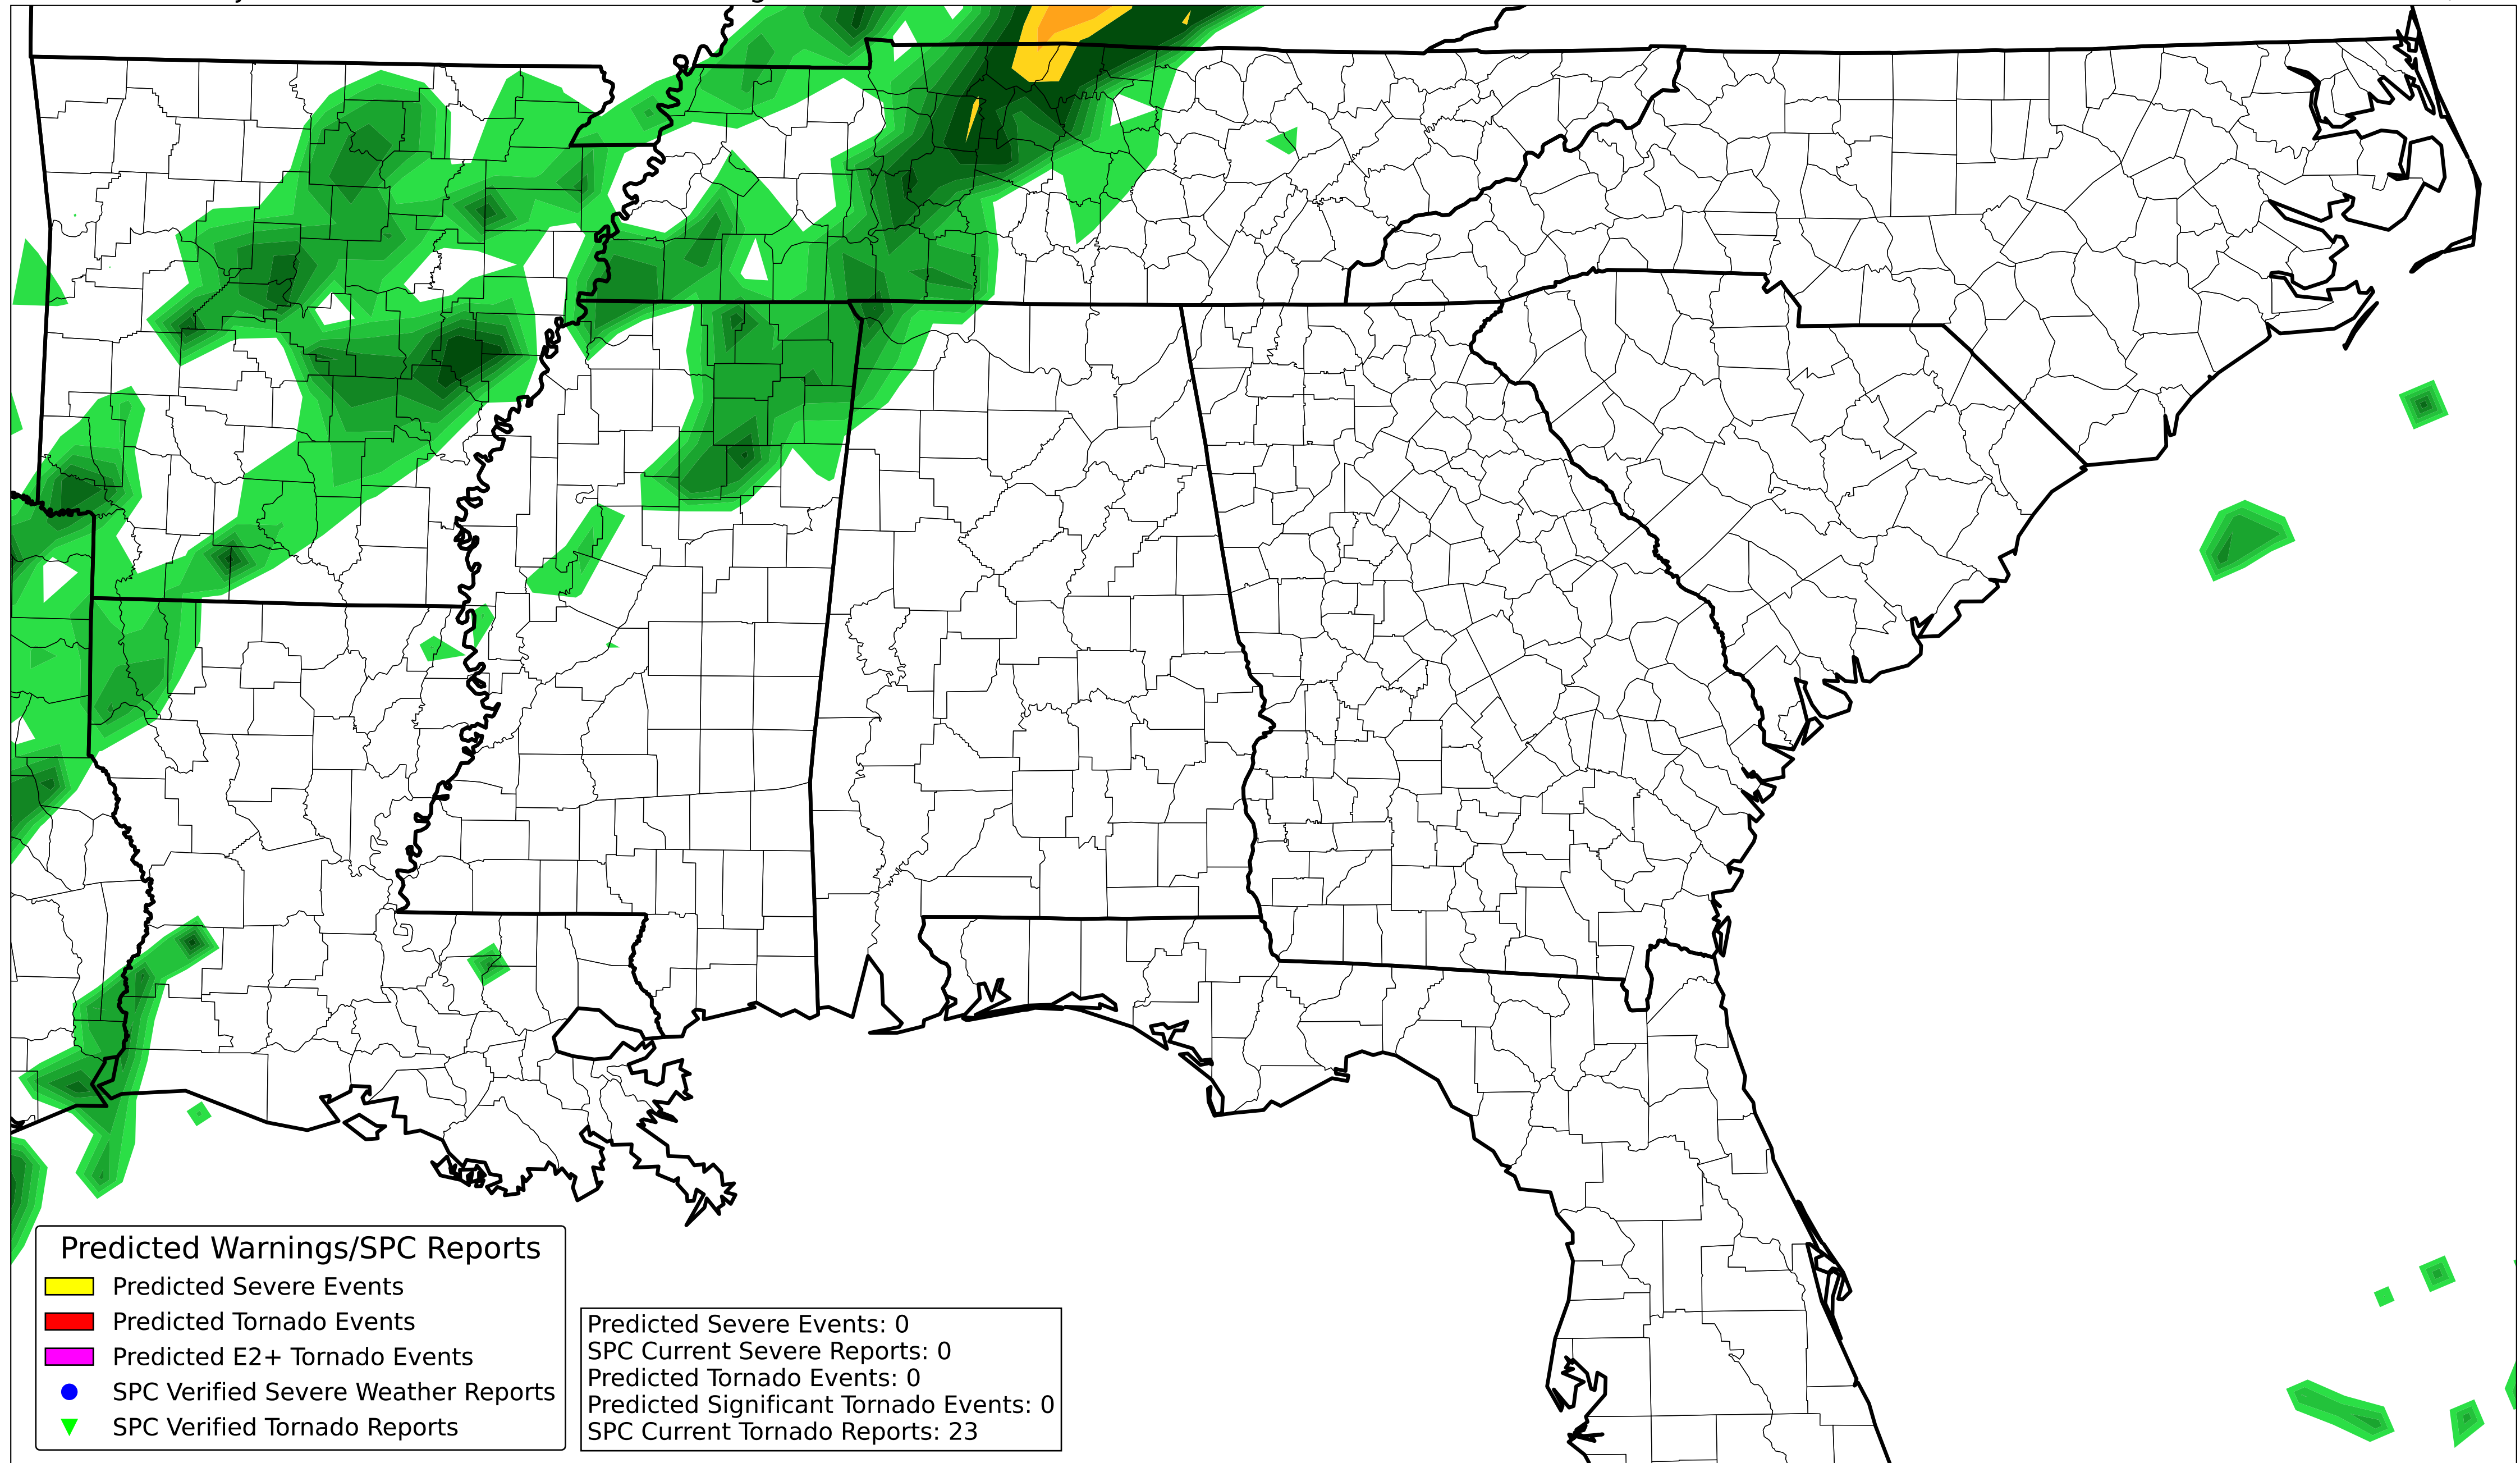 Predicted Warnings/SPC Reports
Predicted Severe Events
Predicted Tornado Events
Predicted E2+ Tornado Events
SPC Verified Severe Weather Reports
SPC Verified Tornado Reports
Predicted Severe Events: 0
SPC Current Severe Reports: 0
Predicted Tornado Events: 0
Predicted Significant Tornado Events: 0
SPC Current Tornado Reports: 23